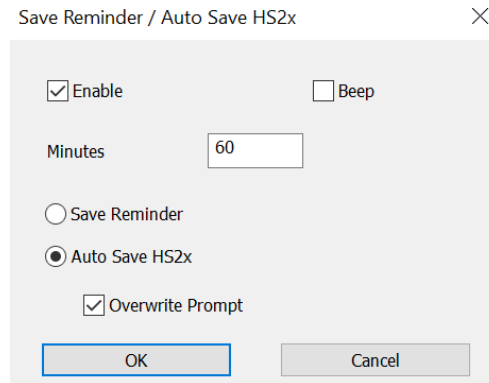 Save Reminder / Auto Save HS2x
Enable Beep
Minutes 60
Save Reminder
Auto Save HS2x
Overwrite Prompt
OK Cancel